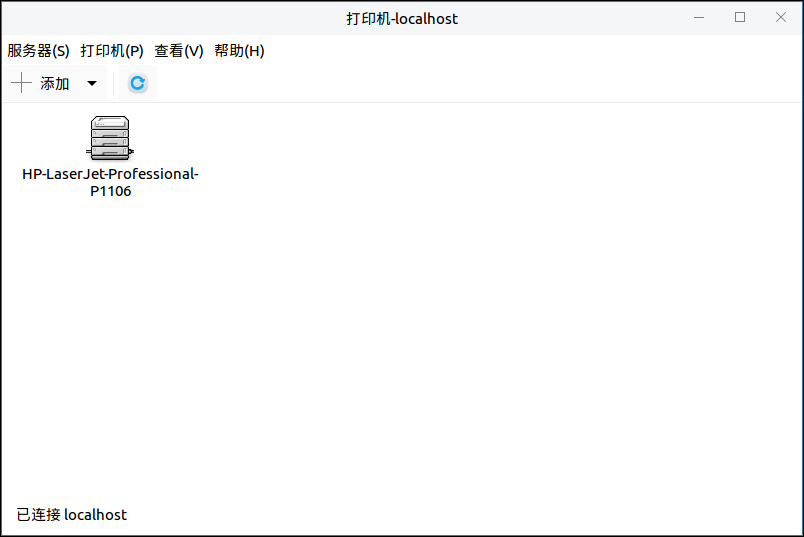 打印机-localhost
服务器(S) 打印机(P) 查看(V) 帮助(H)
添加
HP-LaserJet-Professional-
P1106
已连接 localhost